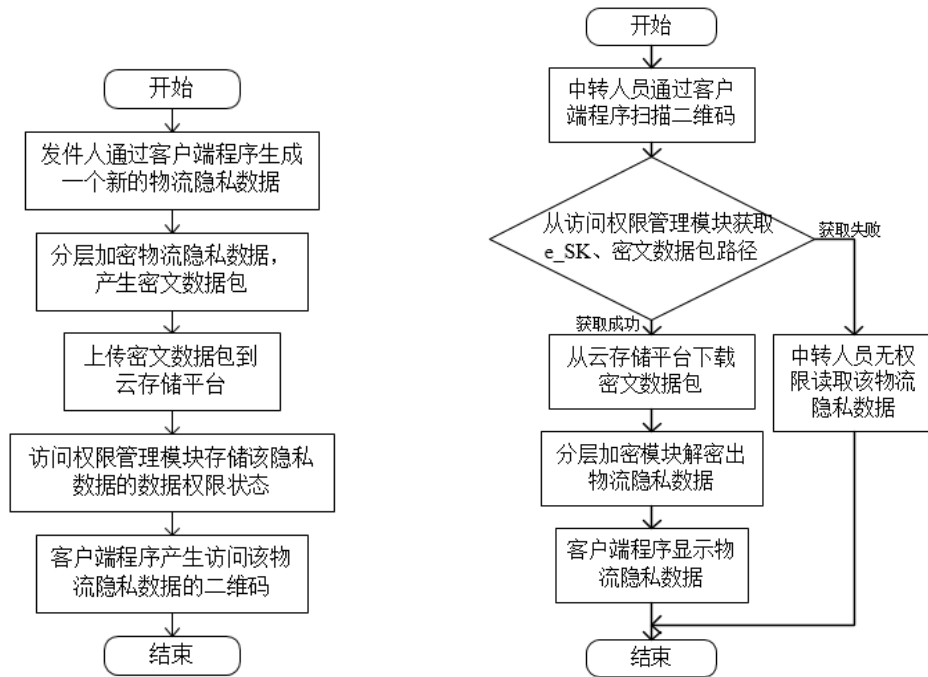 开始
发件人通过客户端程序生成
一个新的物流隐私数据
分层加密物流隐私数据，
产生密文数据包
上传密文数据包到
云存储平台
访问权限管理模块存储该隐私
数据的数据权限状态
客户端程序产生访问该物
流隐私数据的二维码
结束
开始
中转人员通过客户
端程序扫描二维码
从访问权限管理模块获取
e_SK、密文数据包路径
获取失败
获取成功
从云存储平台下载
密文数据包
中转人员无权
限读取该物流
隐私数据
分层加密模块解密出
物流隐私数据
客户端程序显示物
流隐私数据
结束